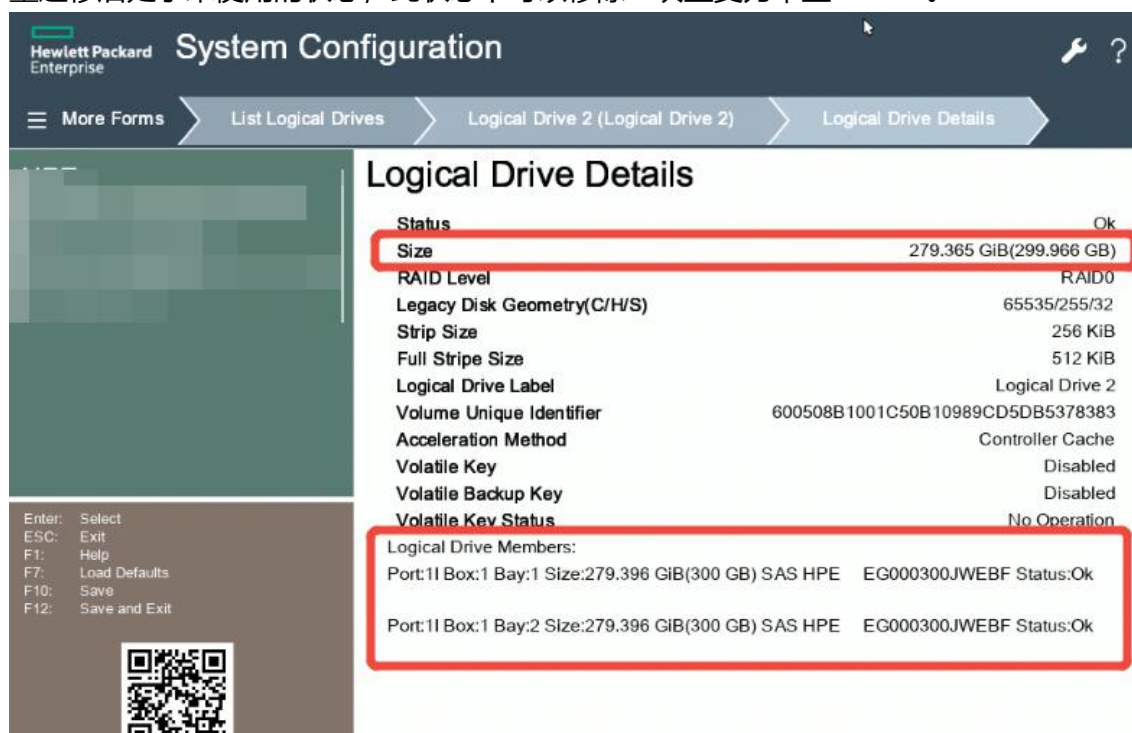 Hewlett Packard
Enterprise
System Configuration
?
More Forms
List Logical Drives
Logical Drive 2 (Logical Drive 2)
Logical Drive Details
Logical Drive Details
Status Ok
Size 279.365 GiB(299.966 GB)
RAID Level RAID0
Legacy Disk Geometry(C/H/S) 65535/255/32
Strip Size 256 KiB
Full Stripe Size 512 KiB
Logical Drive Label Logical Drive 2
Volume Unique Identifier 600508B1001C50B10989CD5DB5378383
Acceleration Method Controller Cache
Volatile Key Disabled
Volatile Backup Key Disabled
Volatile Key Status No Operation
Logical Drive Members:
Port:1I Box:1 Bay:1 Size:279.396 GiB(300 GB) SAS HPE EG000300JWEBF Status:Ok
Port:1I Box:1 Bay:2 Size:279.396 GiB(300 GB) SAS HPE EG000300JWEBF Status:Ok
Enter: Select
ESC: Exit
F1: Help
F7: Load Defaults
F10: Save
F12: Save and Exit